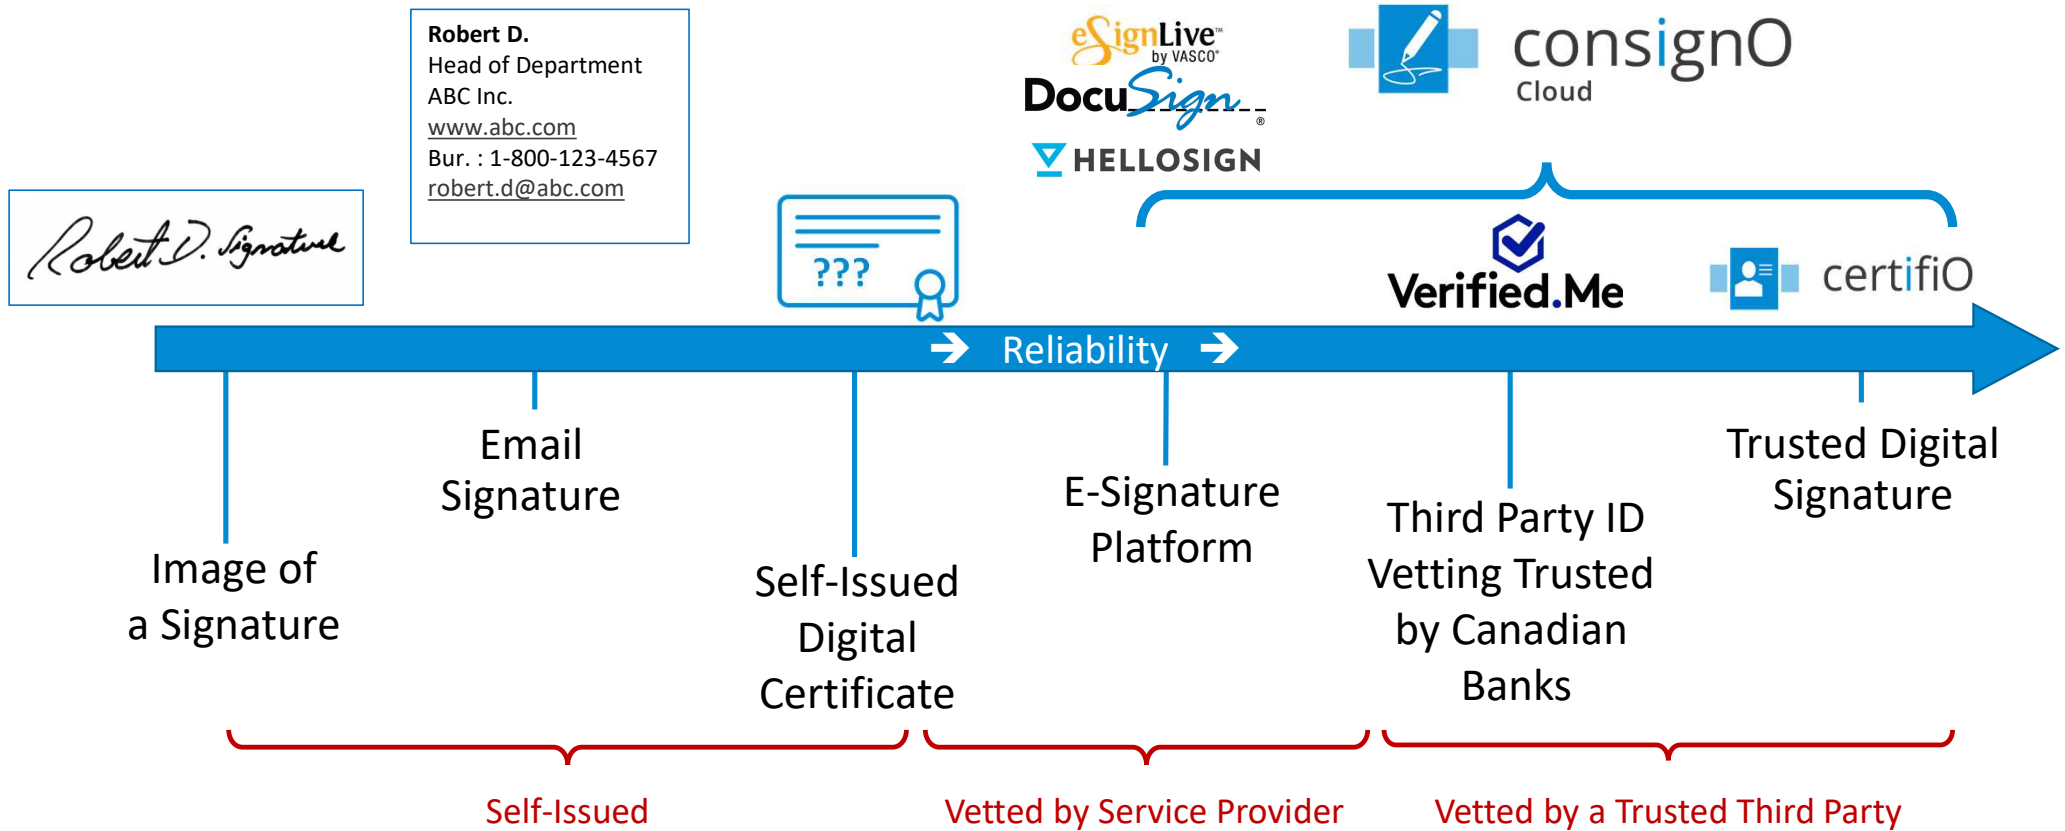 Robert D.
Head of Department
ABC Inc.
www.abc.com
Bur. : 1-800-123-4567
robert.d@abc.com
eSignLive™
by VASCO®
DocuSign®
HELLOSIGN
consignO
Cloud
Robert D. Signature
???
Verified.Me
certifiO
➔ Reliability ➔
Image of
a Signature
Email
Signature
Self-Issued
Digital
Certificate
E-Signature
Platform
Third Party ID
Vetting Trusted
by Canadian
Banks
Trusted Digital
Signature
Self-Issued
Vetted by Service Provider
Vetted by a Trusted Third Party